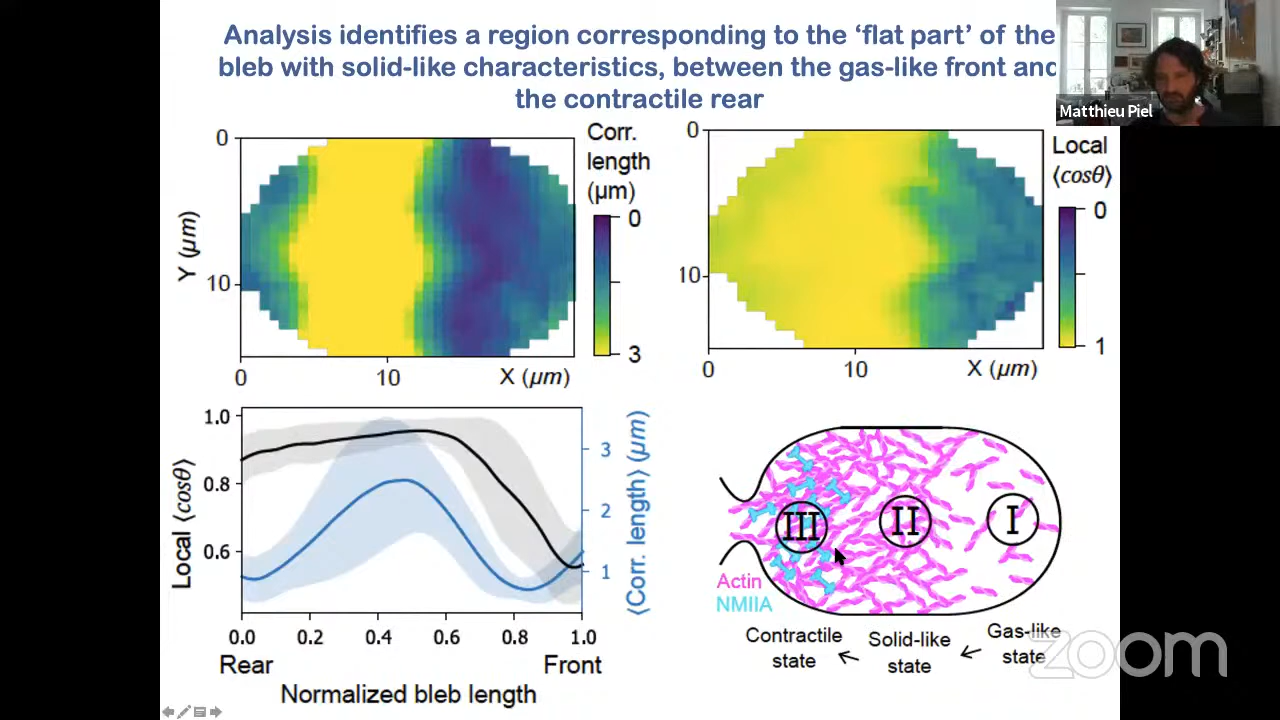 Analysis identifies a region corresponding to the ‘flat part’ of the
bleb with solid-like characteristics, between the gas-like front and
the contractile rear
Matthieu Piel
0
10
Y (µm)
0
10
X (µm)
Corr.
length
(µm)
0
3
0
10
0
10
X (µm)
Local
⟨cosθ⟩
0
1
1.0
0.8
0.6
Local ⟨cosθ⟩
3
2
1
⟨Corr. length⟩ (µm)
0.0 0.2 0.4 0.6 0.8 1.0
Rear Front
Normalized bleb length
III II I
Actin
NMIIA
Contractile
state
Solid-like
state
Gas-like
state
zoom